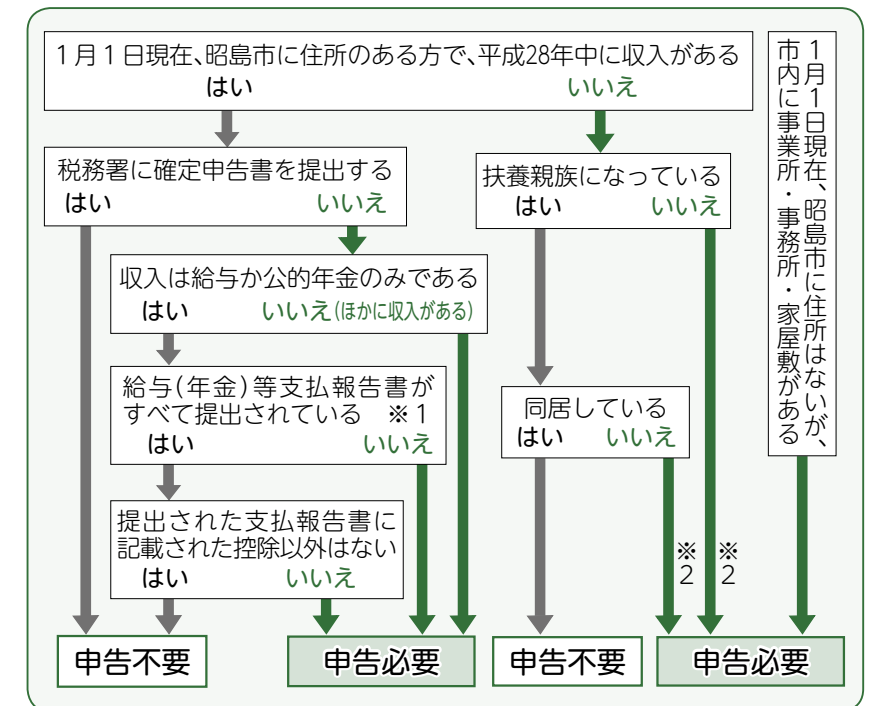 1月1日現在、昭島市に住所のある方で、平成28年中に収入がある
はい いいえ
税務署に確定申告書を提出する
はい いいえ
扶養親族になっている
はい いいえ
収入は給与か公的年金のみである
はい いいえ(ほかに収入がある)
給与(年金)等支払報告書が
すべて提出されている ※1
はい いいえ
同居している
はい いいえ
提出された支払報告書に
記載された控除以外はない
はい いいえ
※2
※2
1月1日現在、昭島市に住所はないが、
市内に事業所・事務所・家屋敷がある
申告不要
申告必要
申告不要
申告必要